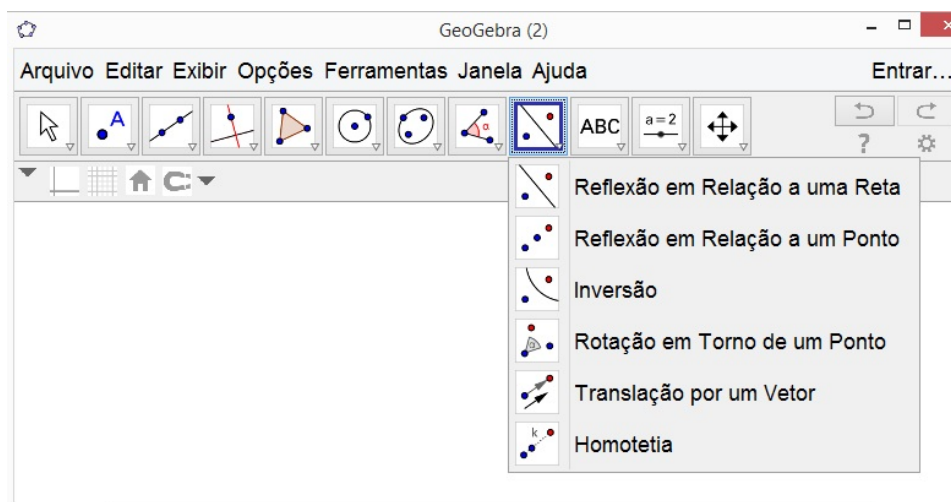 GeoGebra (2)
Arquivo Editar Exibir Opções Ferramentas Janela Ajuda Entrar...
A α ABC a=2
?
Reflexão em Relação a uma Reta
Reflexão em Relação a um Ponto
Inversão
α Rotação em Torno de um Ponto
Translação por um Vetor
k Homotetia